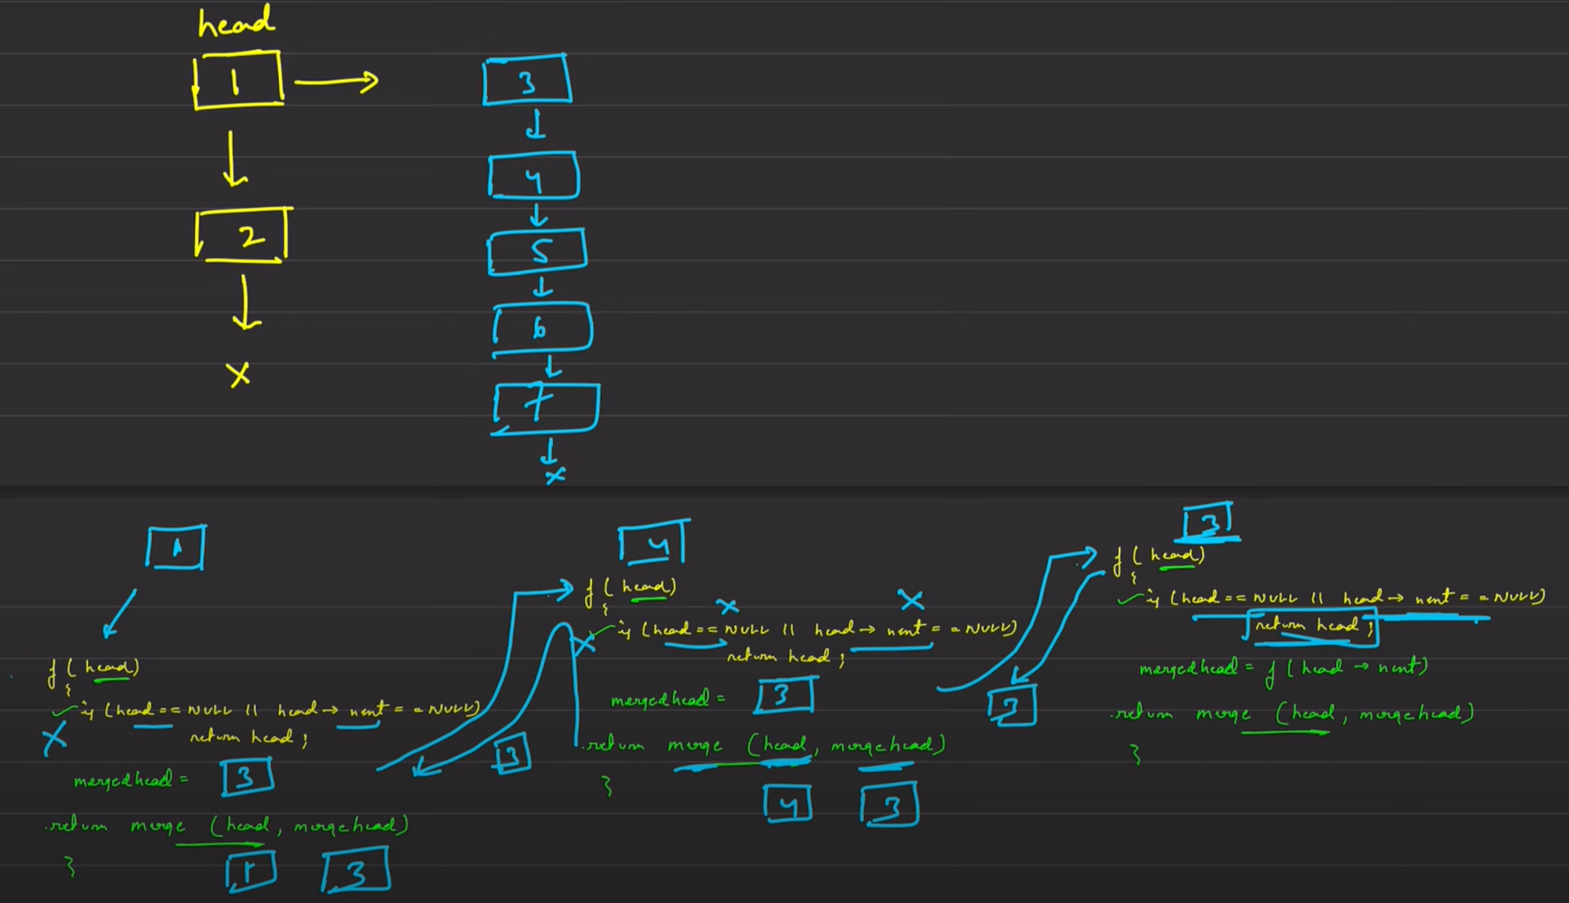 head
1
2
x
3
4
5
6
7
x
1
f(head)
{
if (head == NULL || head → next == NULL)
return head;
mergedhead = 3
return merge (head, mergehead)
1 3
}
3
4
f(head)
{
x x
if (head == NULL || head → next == NULL)
return head;
mergedhead = 3
return merge (head, mergehead)
}
4 3
3
3
f(head)
{
if (head == NULL || head → next == NULL)
return head;
mergedhead = f(head → next)
return merge (head, mergehead)
}